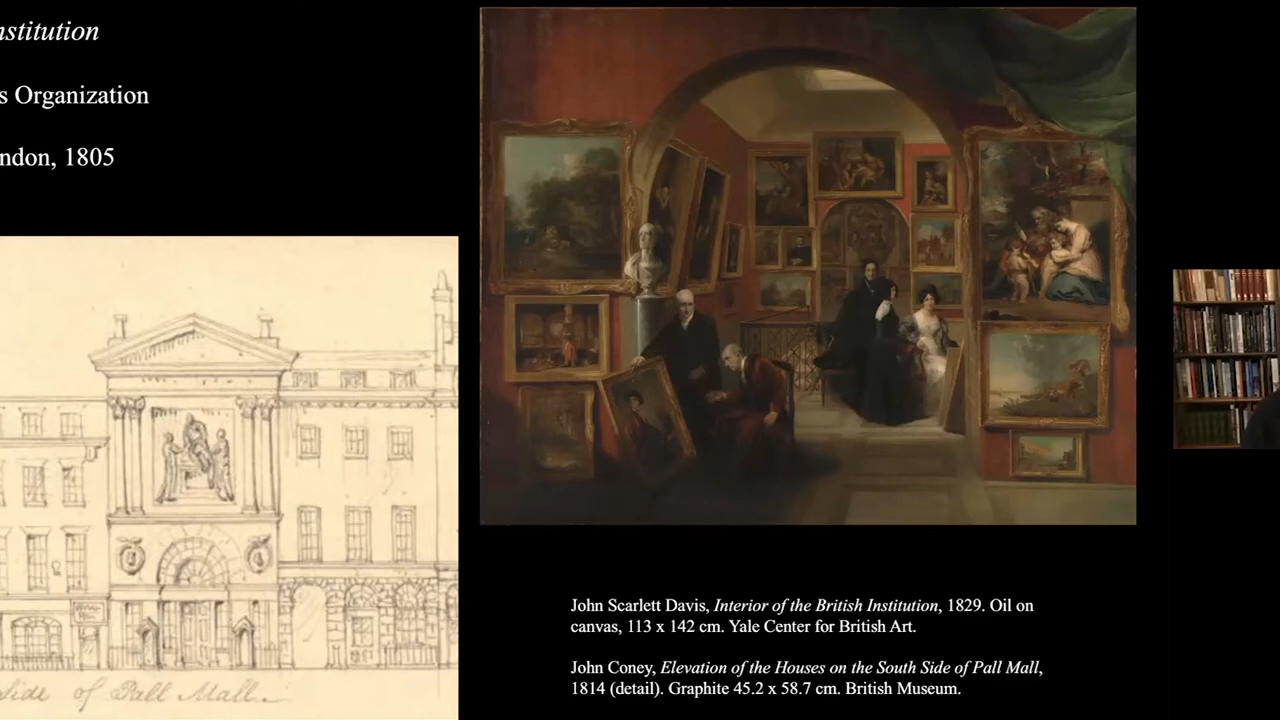 nstitution
s Organization
ndon, 1805
Side of Pall Mall.
John Scarlett Davis, Interior of the British Institution, 1829. Oil on
canvas, 113 x 142 cm. Yale Center for British Art.
John Coney, Elevation of the Houses on the South Side of Pall Mall,
1814 (detail). Graphite 45.2 x 58.7 cm. British Museum.